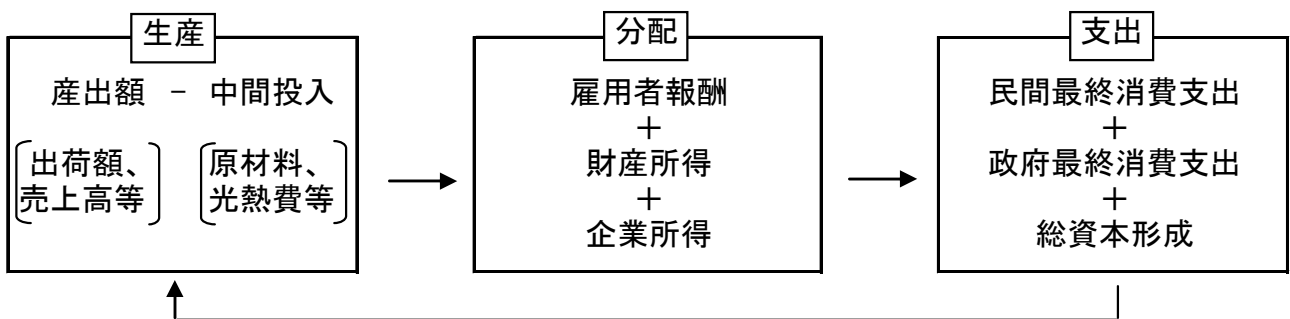 生産
産出額 - 中間投入
出荷額、
売上高等
原材料、
光熱費等
分配
雇用者報酬
+
財産所得
+
企業所得
支出
民間最終消費支出
+
政府最終消費支出
+
総資本形成